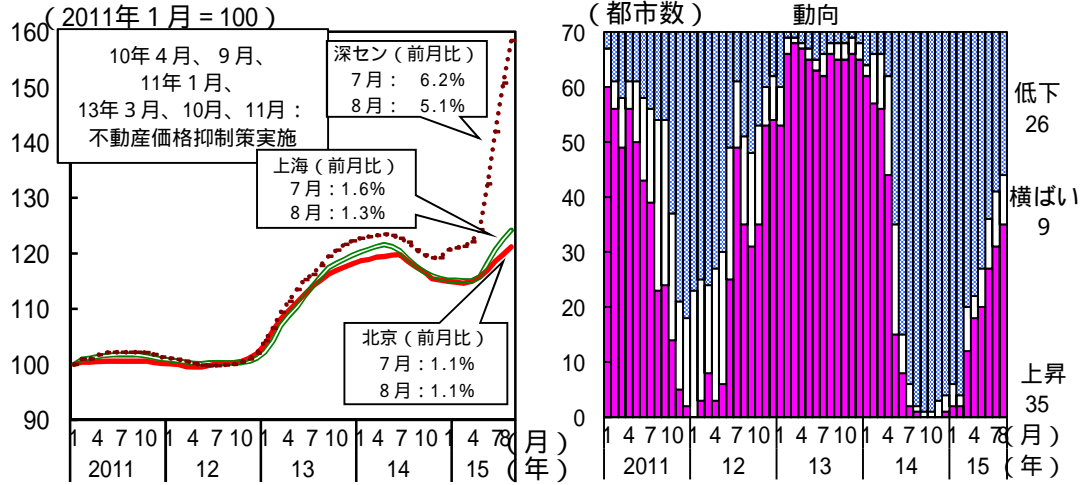 (2011年1月=100)
160
150
140
130
120
110
100
90
10年4月、9月、
11年1月、
13年3月、10月、11月:
不動産価格抑制策実施
深セン(前月比)
7月: 6.2%
8月: 5.1%
上海(前月比)
7月:1.6%
8月:1.3%
北京(前月比)
7月:1.1%
8月:1.1%
1 4 7 10 1 4 7 10 1 4 7 10 1 4 7 10 1 4 7 8 (月)
2011 12 13 14 15 (年)
(都市数) 動向
70
60
50
40
30
20
10
0
低下
26
横ばい
9
上昇
35
1 4 7 10 1 4 7 10 1 4 7 10 1 4 7 10 1 4 7 8 (月)
2011 12 13 14 15 (年)